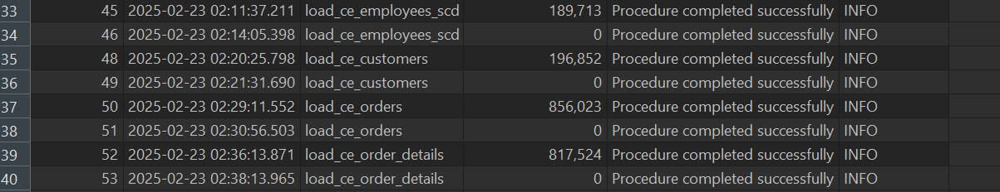 33 45 2025-02-23 02:11:37.211 load_ce_employees_scd 189,713 Procedure completed successfully INFO
34 46 2025-02-23 02:14:05.398 load_ce_employees_scd 0 Procedure completed successfully INFO
35 48 2025-02-23 02:20:25.798 load_ce_customers 196,852 Procedure completed successfully INFO
36 49 2025-02-23 02:21:31.690 load_ce_customers 0 Procedure completed successfully INFO
37 50 2025-02-23 02:29:11.552 load_ce_orders 856,023 Procedure completed successfully INFO
38 51 2025-02-23 02:30:56.503 load_ce_orders 0 Procedure completed successfully INFO
39 52 2025-02-23 02:36:13.871 load_ce_order_details 817,524 Procedure completed successfully INFO
40 53 2025-02-23 02:38:13.965 load_ce_order_details 0 Procedure completed successfully INFO